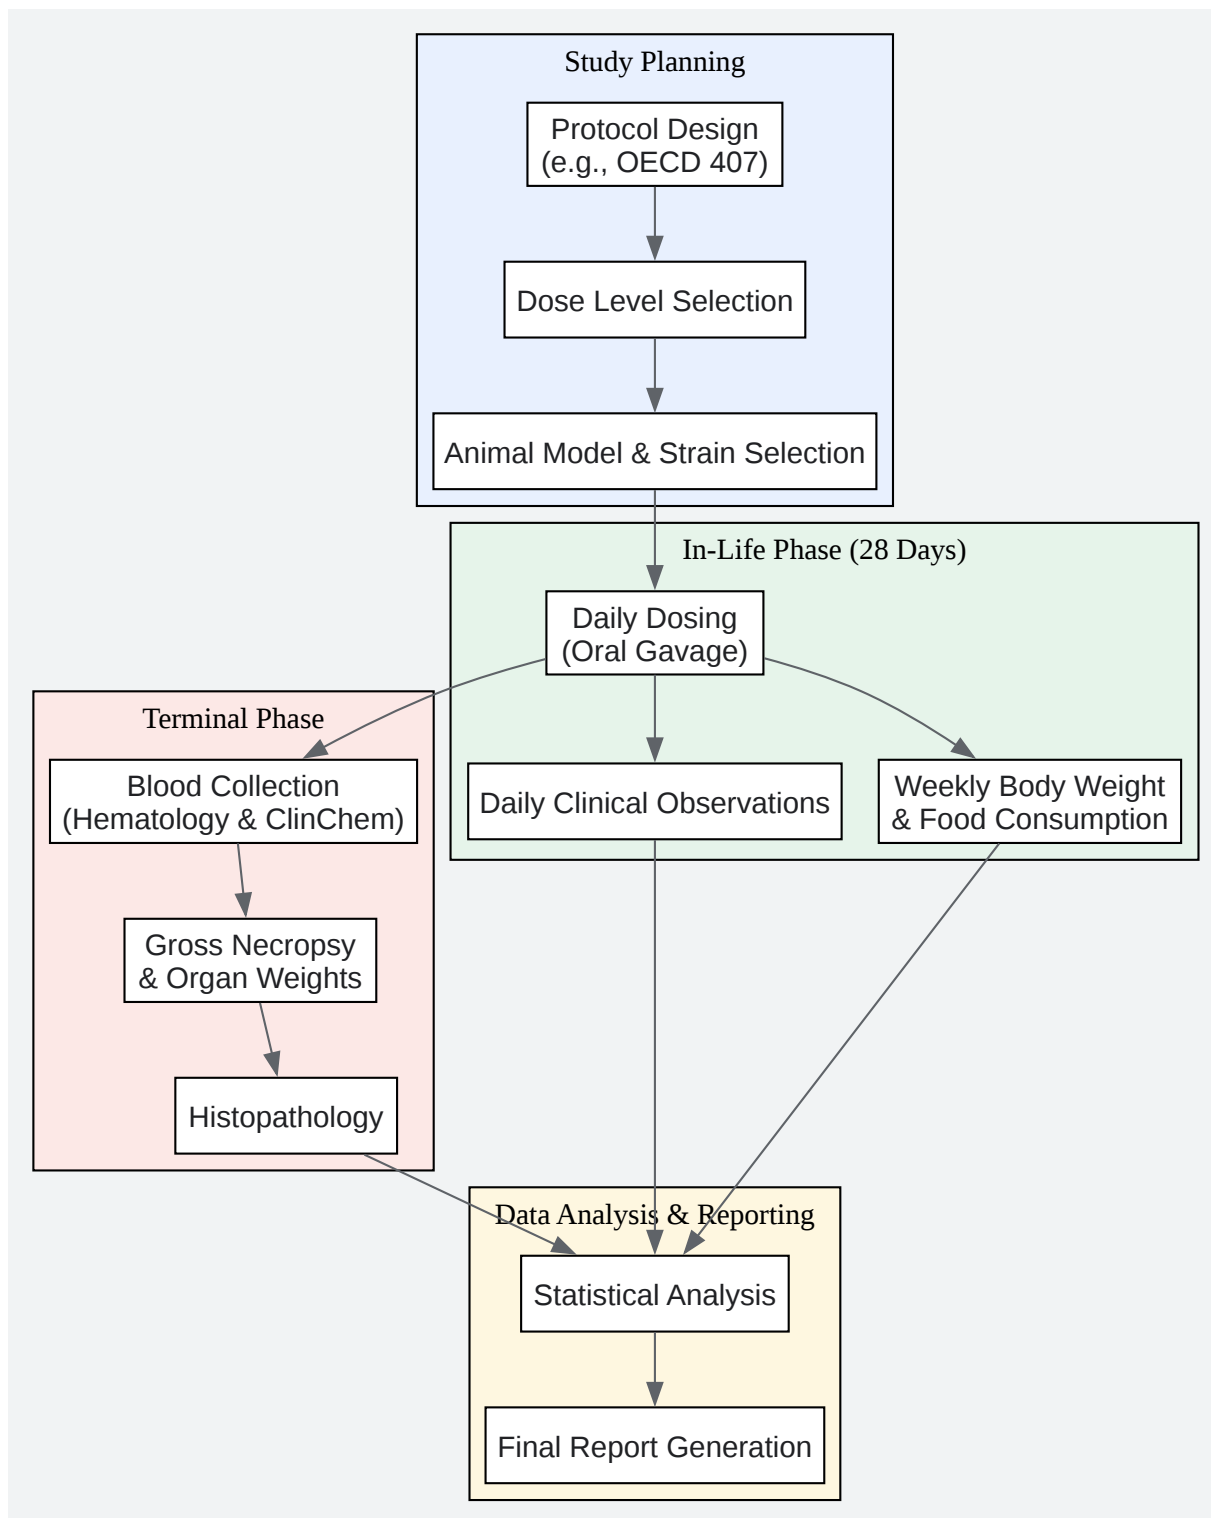 Study Planning
Protocol Design
(e.g., OECD 407)
Dose Level Selection
Animal Model & Strain Selection
In-Life Phase (28 Days)
Daily Dosing
(Oral Gavage)
Daily Clinical Observations
Weekly Body Weight
& Food Consumption
Terminal Phase
Blood Collection
(Hematology & ClinChem)
Gross Necropsy
& Organ Weights
Histopathology
Data Analysis & Reporting
Statistical Analysis
Final Report Generation